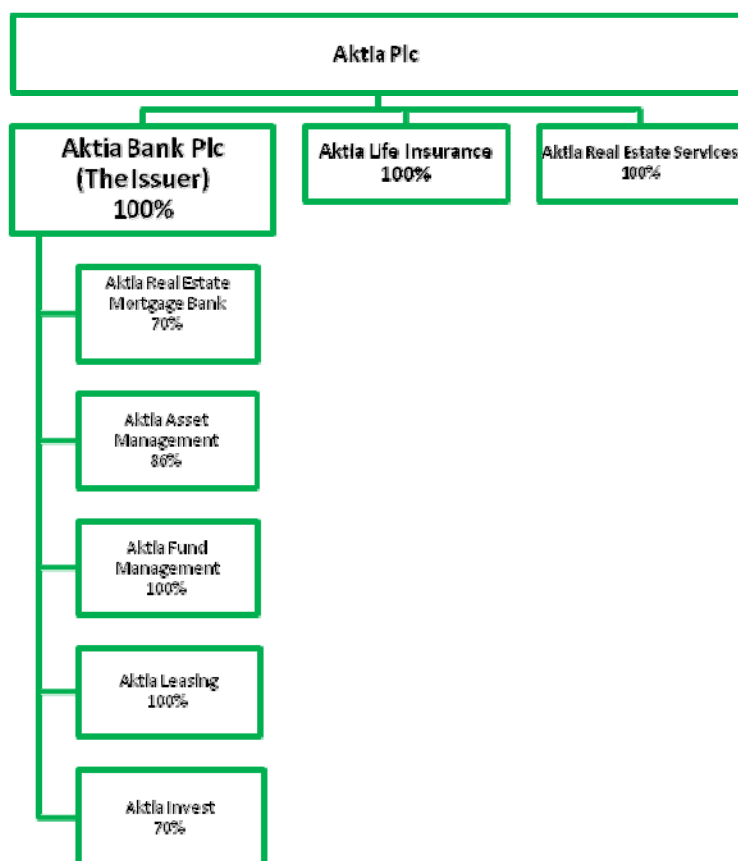 Aktia Plc
Aktia Bank Plc
(The Issuer)
100%
Aktia Life Insurance
100%
Aktia Real Estate Services
100%
Aktia Real Estate
Mortgage Bank
70%
Aktia Asset
Management
86%
Aktia Fund
Management
100%
Aktia Leasing
100%
Aktia Invest
70%